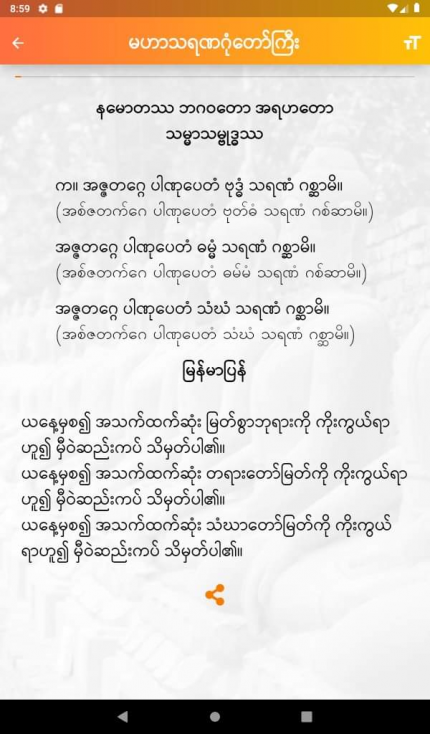 8:59
မဟာသရဏဂုံတော်ကြီး
နမောတဿ ဘဂဝတော အရဟတော
သမ္မာသမ္ဗုဒ္ဓဿ
က။ အဇ္ဇတဂ္ဂေ ပါဏုပေတံ ဗုဒ္ဓံ သရဏံ ဂစ္ဆာမိ။
(အစ်ဇတက်ဂေ ပါဏုပေတံ ဗုတ်ဓံ သရဏံ ဂစ်ဆာမိ။)
အဇ္ဇတဂ္ဂေ ပါဏုပေတံ ဓမ္မံ သရဏံ ဂစ္ဆာမိ။
(အစ်ဇတက်ဂေ ပါဏုပေတံ ဓမ်မံ သရဏံ ဂစ်ဆာမိ။)
အဇ္ဇတဂ္ဂေ ပါဏုပေတံ သံဃံ သရဏံ ဂစ္ဆာမိ။
(အစ်ဇတက်ဂေ ပါဏုပေတံ သံဃံ သရဏံ ဂစ္ဆာမိ။)
မြန်မာပြန်
ယနေ့မှစ၍ အသက်ထက်ဆုံး မြတ်စွာဘုရားကို ကိုးကွယ်ရာ
ဟူ၍ မှီဝဲဆည်းကပ် သိမှတ်ပါ၏။
ယနေ့မှစ၍ အသက်ထက်ဆုံး တရားတော်မြတ်ကို ကိုးကွယ်ရာ
ဟူ၍ မှီဝဲဆည်းကပ် သိမှတ်ပါ၏။
ယနေ့မှစ၍ အသက်ထက်ဆုံး သံဃာတော်မြတ်ကို ကိုးကွယ်
ရာဟူ၍ မှီဝဲဆည်းကပ် သိမှတ်ပါ၏။